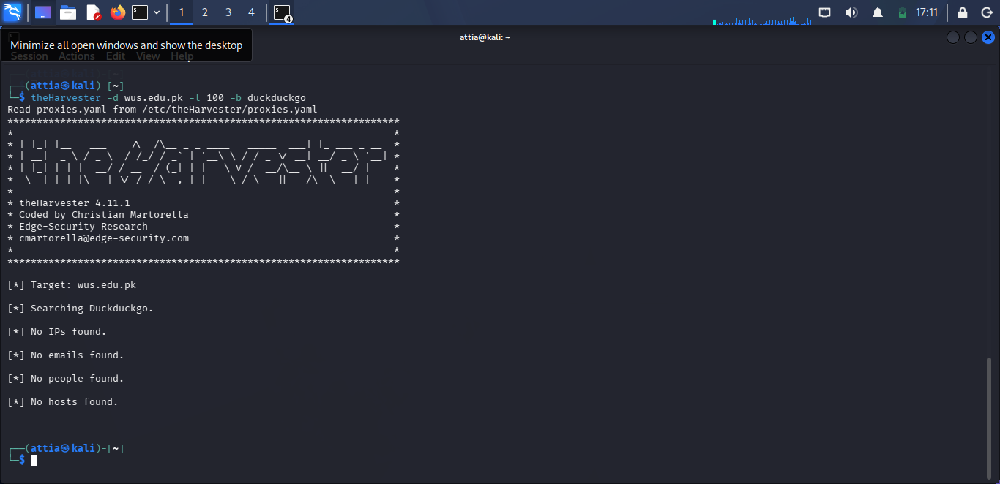 1 2 3 4 4 17:11
attia@kali: ~
Minimize all open windows and show the desktop
Session Actions Edit View Help
┌──(attia㉿kali)-[~]
└─$ theHarvester -d wus.edu.pk -l 100 -b duckduckgo
Read proxies.yaml from /etc/theHarvester/proxies.yaml
*******************************************************************
*  _   _                                            _             *
* | |_| |__   ___    /\  /\__ _ _ ____   _____  ___| |_ ___ _ __  *
* | __|  _ \ / _ \  / /_/ / _` | '__\ \ / / _ \/ __| __/ _ \ '__| *
* | |_| | | |  __/ / __  / (_| | |   \ V /  __/\__ \ ||  __/ |    *
*  \__|_| |_|\___| \/ /_/ \__,_|_|    \_/ \___||___/\__\___|_|    *
*                                                                 *
* theHarvester 4.11.1                                             *
* Coded by Christian Martorella                                   *
* Edge-Security Research                                          *
* cmartorella@edge-security.com                                   *
*                                                                 *
*******************************************************************
[*] Target: wus.edu.pk
[*] Searching Duckduckgo.
[*] No IPs found.
[*] No emails found.
[*] No people found.
[*] No hosts found.
┌──(attia㉿kali)-[~]
└─$